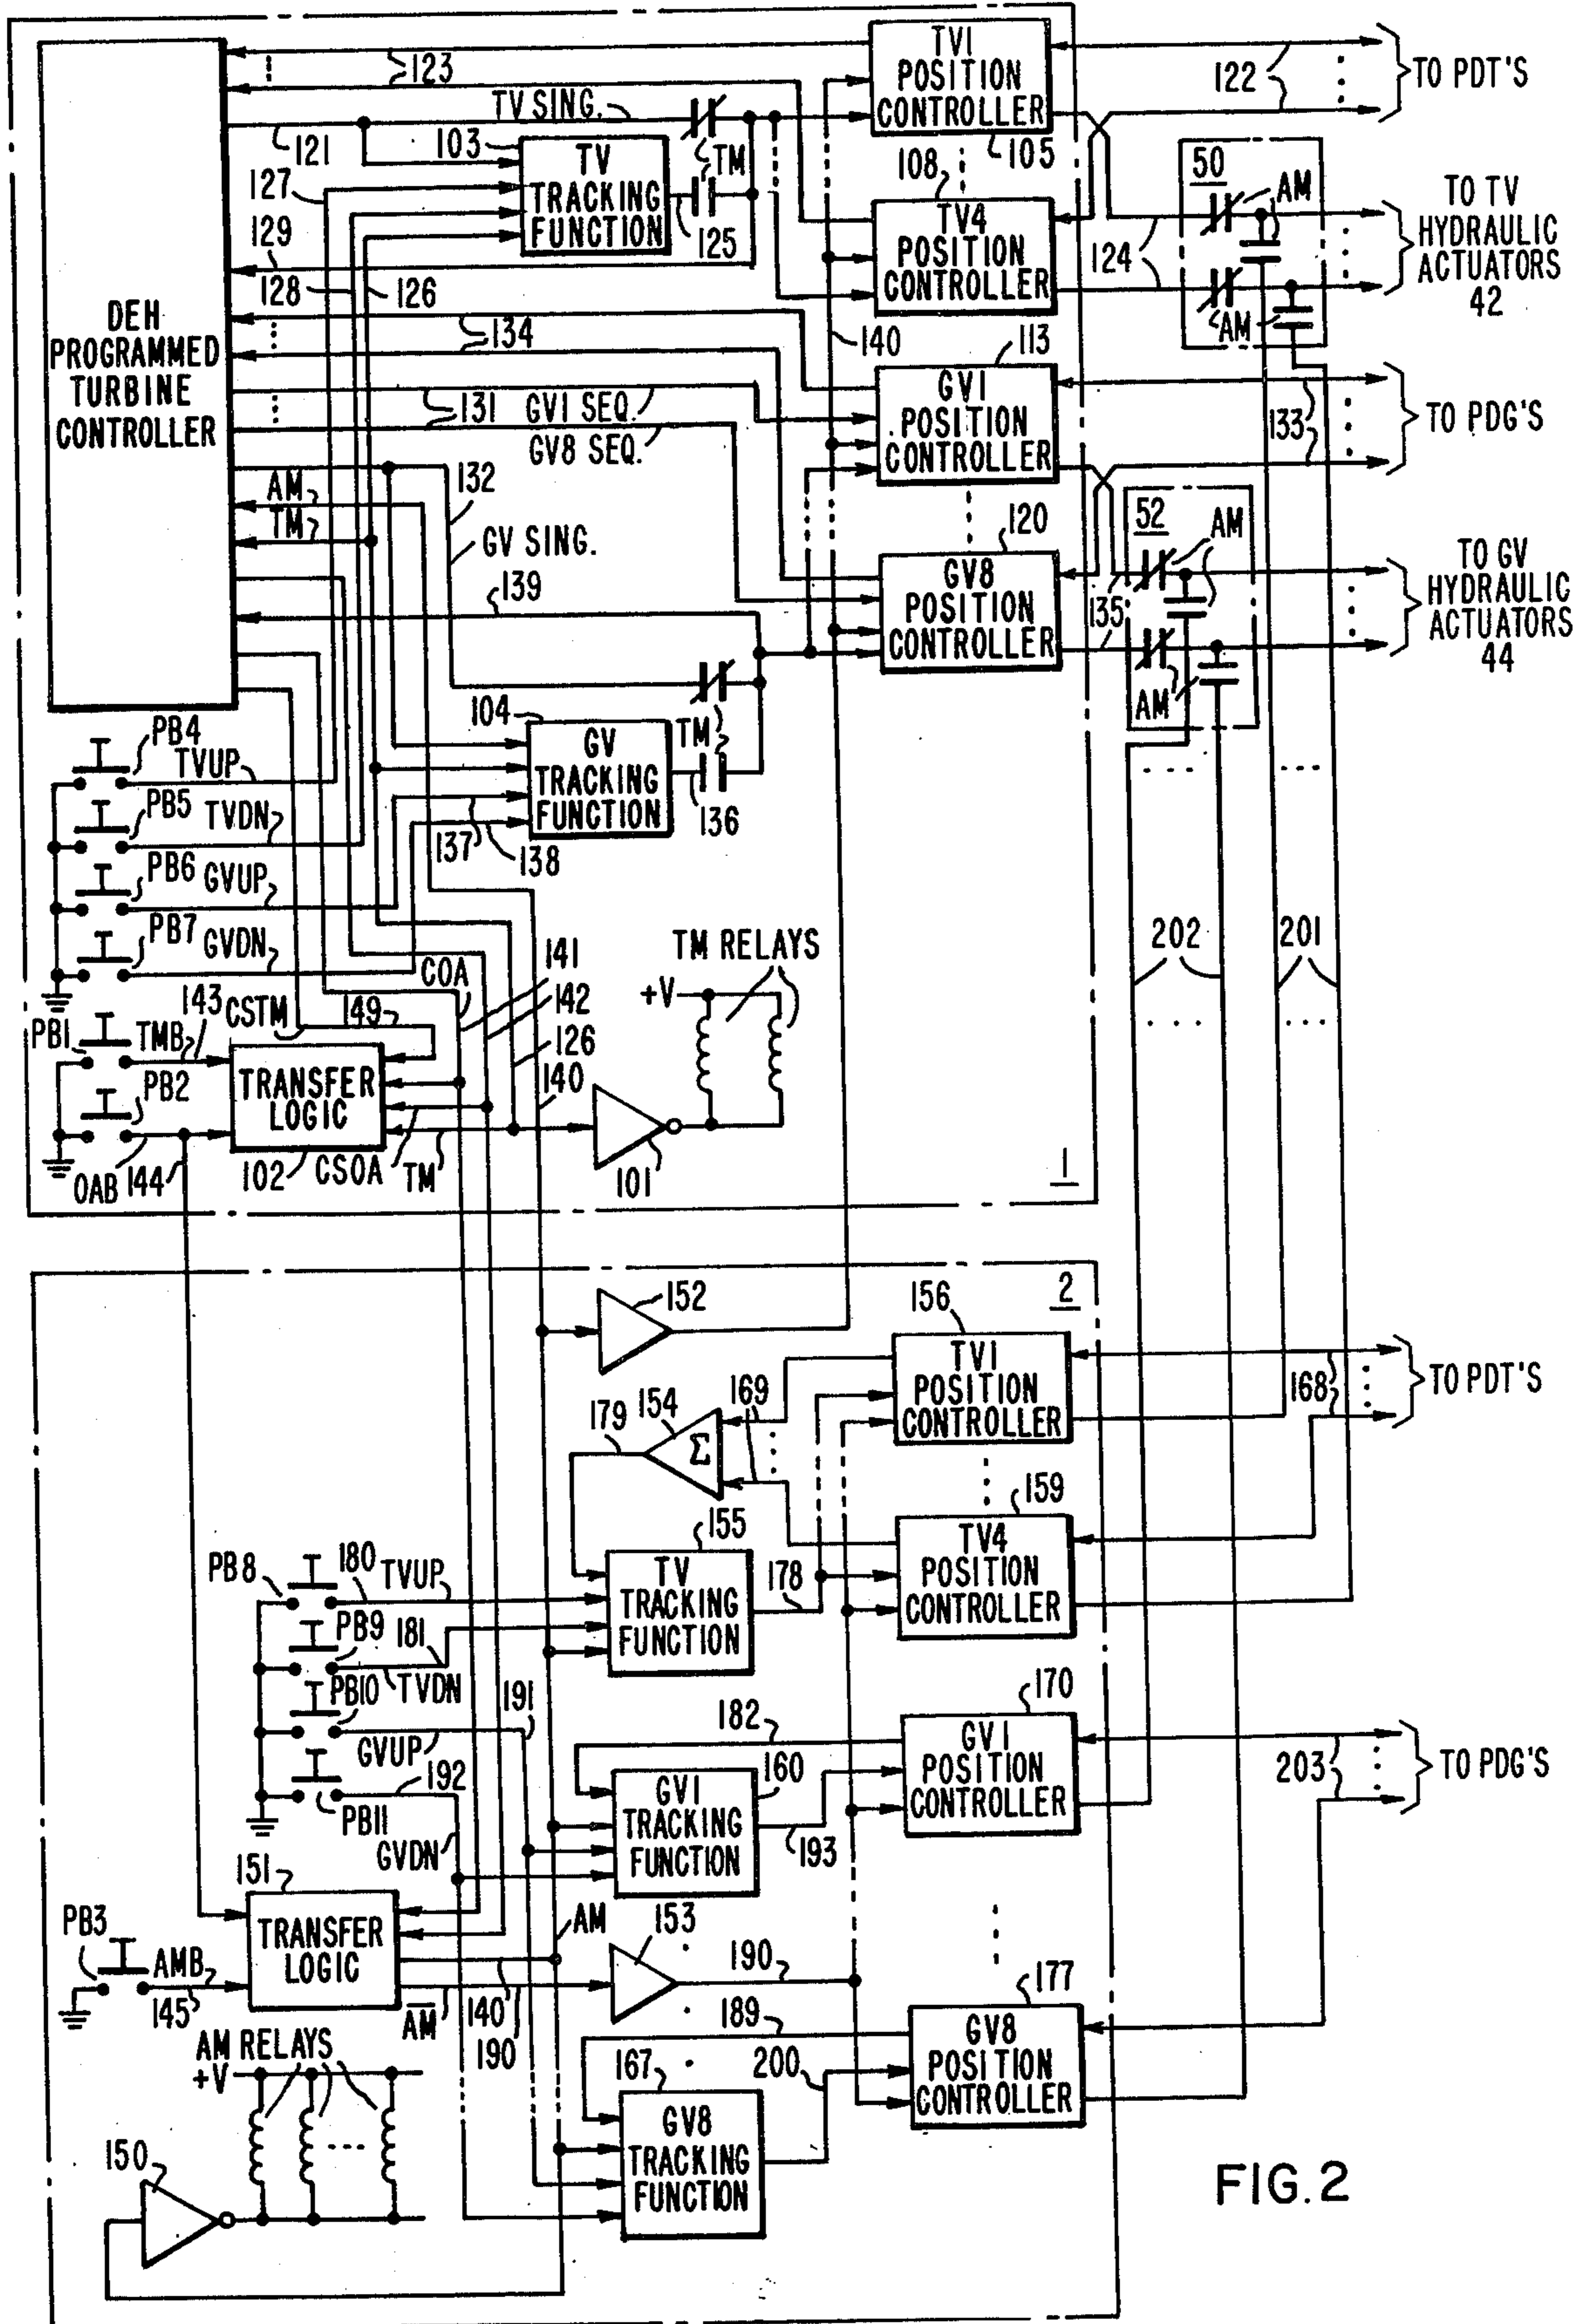 TV1
POSITION
CONTROLLER
105
123
122
TO PDT'S
TV SING.
121
103
TV
TRACKING
FUNCTION
TM
125
127
129
128
126
108
TV4
POSITION
CONTROLLER
50
AM
124
AM
TO TV
HYDRAULIC
ACTUATORS
42
DEH
PROGRAMMED
TURBINE
CONTROLLER
134
140
113
GV1
POSITION
CONTROLLER
131
GV1 SEQ.
GV8 SEQ.
133
TO PDG'S
132
AM
TM
GV SING.
139
120
GV8
POSITION
CONTROLLER
52
AM
135
AM
TO GV
HYDRAULIC
ACTUATORS
44
104
GV
TRACKING
FUNCTION
TM
136
137
138
PB4
TVUP
PB5
TVDN
PB6
GVUP
PB7
GVDN
COA
141
142
TM RELAYS
+V
202
201
PB1
TMB
143
CSTM
149
126
140
PB2
TRANSFER
LOGIC
OAB
144
102
CSOA
TM
101
1
2
152
156
TV1
POSITION
CONTROLLER
168
TO PDT'S
179
154
169
Σ
159
TV4
POSITION
CONTROLLER
155
TV
TRACKING
FUNCTION
178
PB8
180
TVUP
PB9
181
TVDN
PB10
191
GVUP
192
PB11
GVDN
182
160
GV1
TRACKING
FUNCTION
193
170
GV1
POSITION
CONTROLLER
203
TO PDG'S
151
TRANSFER
LOGIC
PB3
AMB
145
AM
AM
140
190
153
190
177
GV8
POSITION
CONTROLLER
189
200
167
GV8
TRACKING
FUNCTION
AM RELAYS
+V
150
FIG. 2